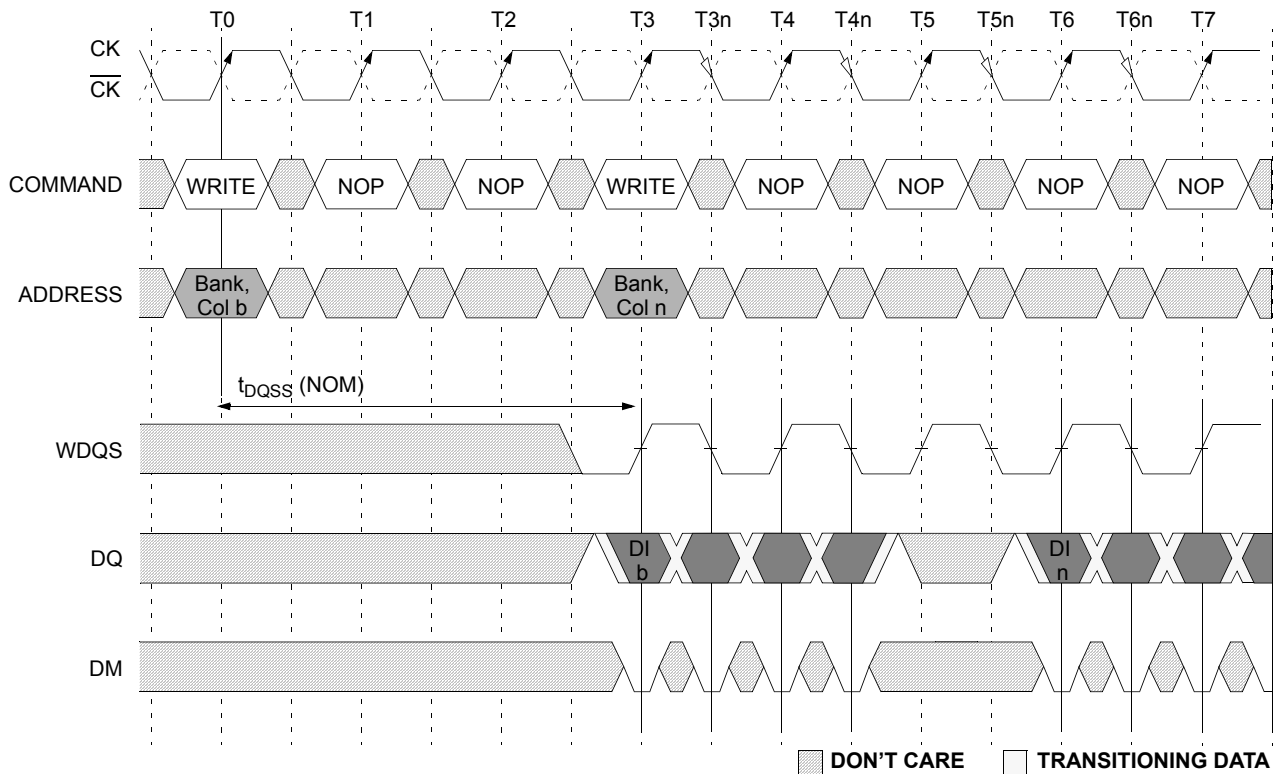 T0 T1 T2 T3 T3n T4 T4n T5 T5n T6 T6n T7
CK
CK
COMMAND WRITE NOP NOP WRITE NOP NOP NOP NOP
ADDRESS Bank, Col b Bank, Col n
tDQSS (NOM)
WDQS
DQ DI b DI n
DM
DON'T CARE TRANSITIONING DATA